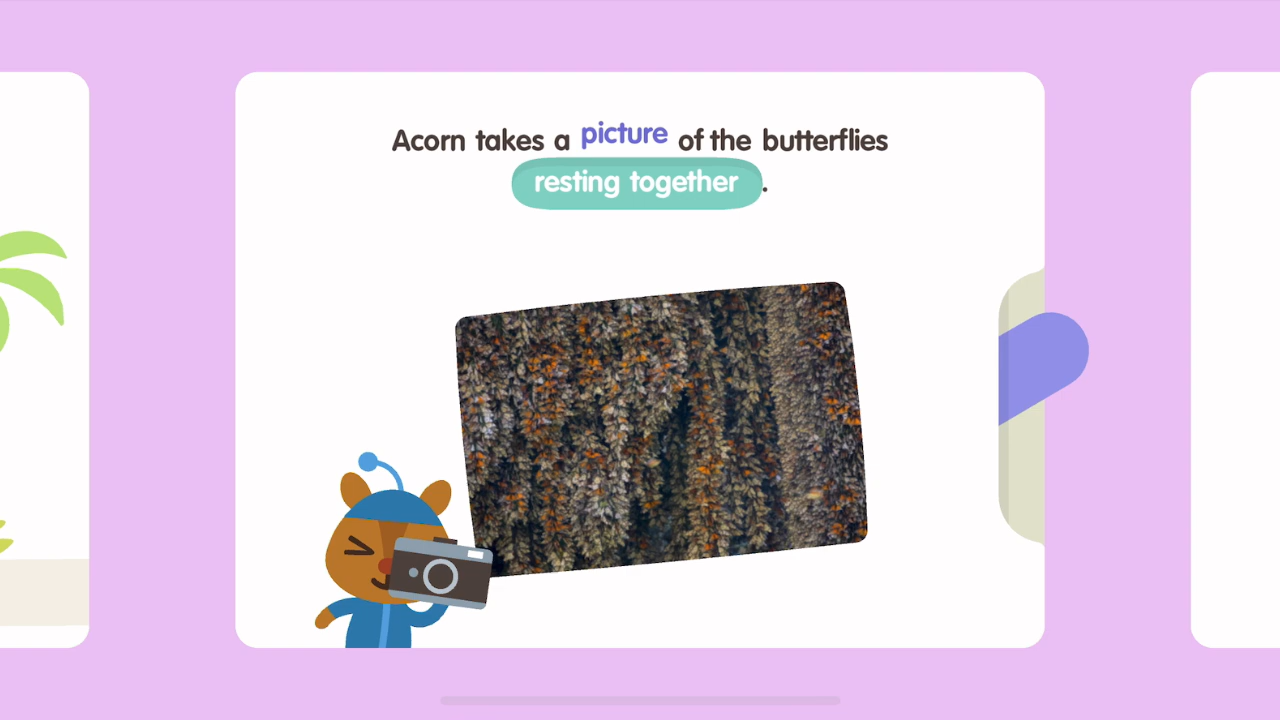 Acorn takes a picture of the butterflies
resting together.